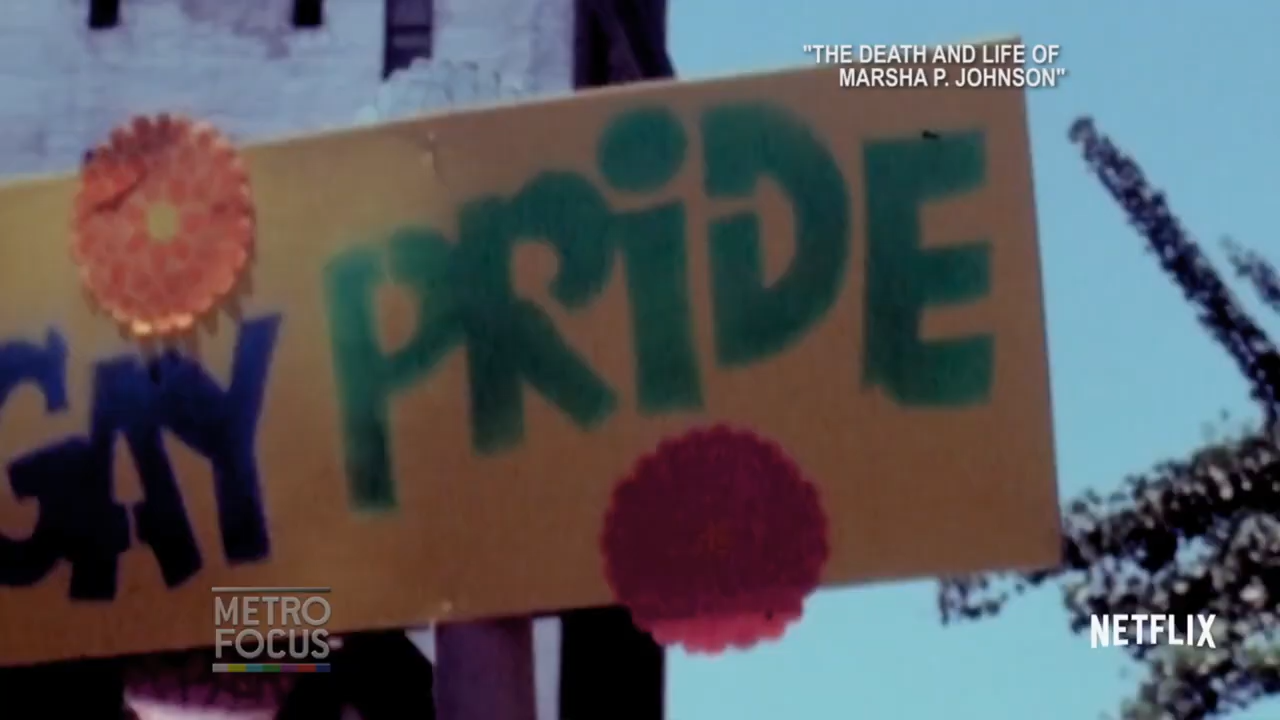 "THE DEATH AND LIFE OF
MARSHA P. JOHNSON"
GAY PRIDE
METRO
FOCUS
NETFLIX